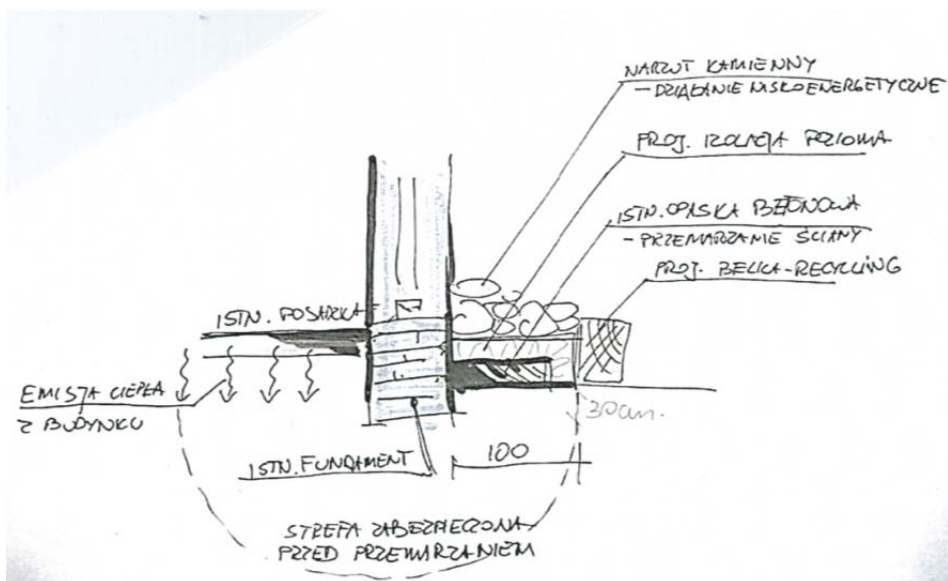 NARZUT KAMIENNY
- DZIAŁANIE NISKOENERGETYCZNE
PROJ. IZOLACJA POZIOMA
ISTN. OPASKA BETONOWA
- PRZEMARZANIE ŚCIANY
PROJ. BELKA-RECYCLING
ISTN. POSADZKA
EMISJA CIEPŁA
Z BUDYNKU
30cm.
100
ISTN. FUNDAMENT
STREFA ZABEZPIECZONA
PRZED PRZEMARZANIEM